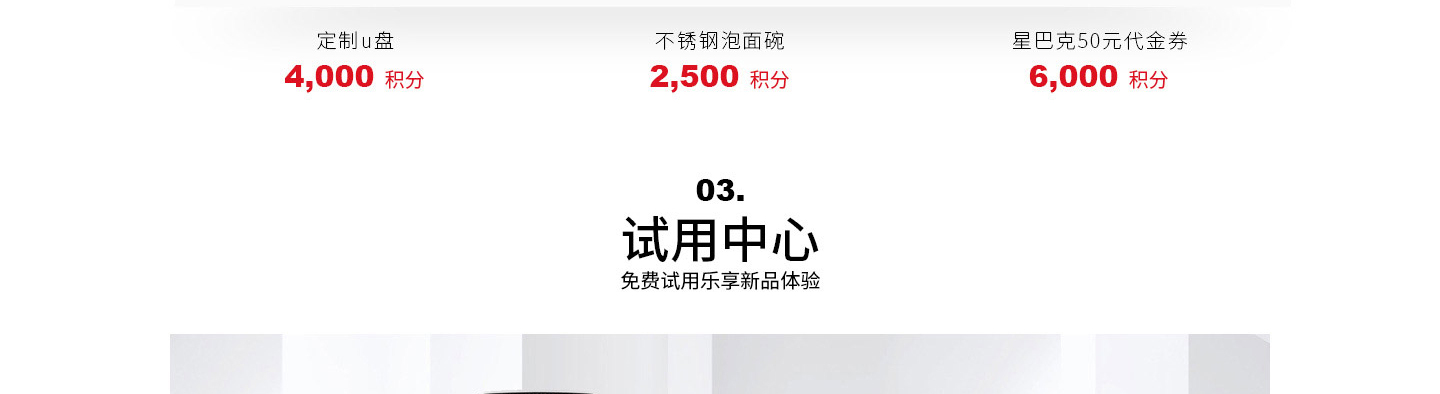 定制u盘 不锈钢泡面碗 星巴克50元代金券
4,000 积分 2,500 积分 6,000 积分
03.
试用中心
免费试用乐享新品体验